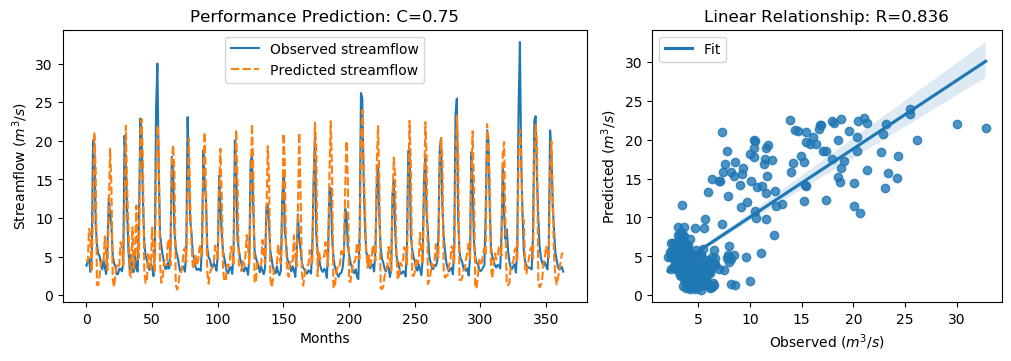 Performance Prediction: C=0.75
Observed streamflow
Predicted streamflow
Streamflow (m³/s)
30
25
20
15
10
5
0
0 50 100 150 200 250 300 350
Months
Linear Relationship: R=0.836
Fit
Predicted (m³/s)
30
25
20
15
10
5
0
5 10 15 20 25 30
Observed (m³/s)